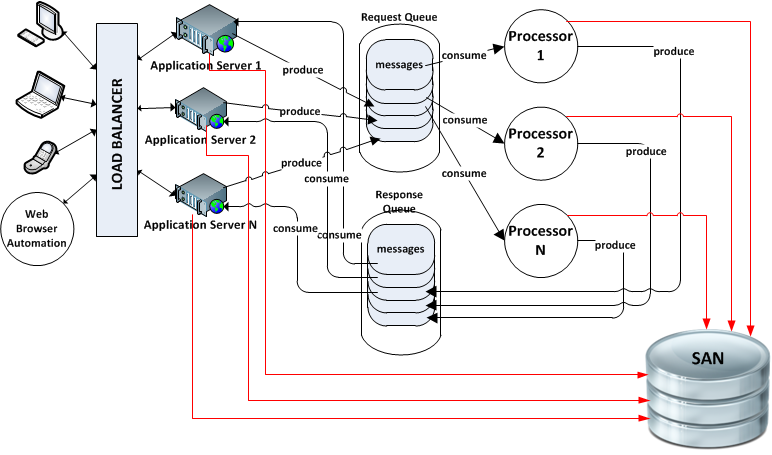 Request Queue
messages
Application Server 1
produce
consume
Processor
1
produce
LOAD BALANCER
Application Server 2
produce
consume
Processor
2
produce
produce
consume
consume
Response
Queue
Application Server N
consume
consume
messages
Processor
N
produce
Web
Browser
Automation
SAN